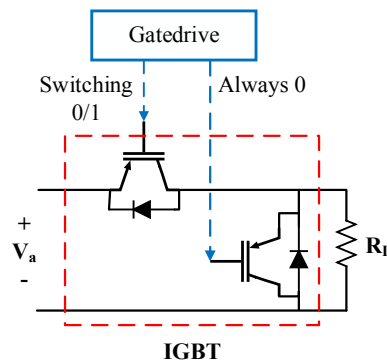 Gatedrive
Switching
0/1
Always 0
+
Va
-
RL
IGBT